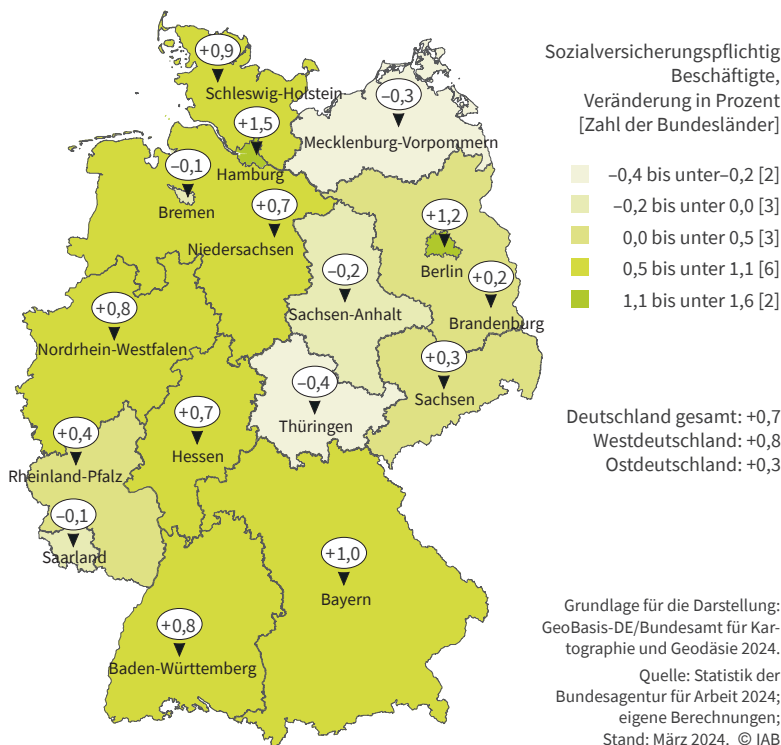 Sozialversicherungspflichtig
Beschäftigte,
Veränderung in Prozent
[Zahl der Bundesländer]
–0,4 bis unter–0,2 [2]
–0,2 bis unter 0,0 [3]
0,0 bis unter 0,5 [3]
0,5 bis unter 1,1 [6]
1,1 bis unter 1,6 [2]
Deutschland gesamt: +0,7
Westdeutschland: +0,8
Ostdeutschland: +0,3
+0,9
Schleswig-Holstein
–0,3
Mecklenburg-Vorpommern
+1,5
Hamburg
–0,1
Bremen
+0,7
Niedersachsen
+1,2
Berlin
+0,2
Brandenburg
–0,2
Sachsen-Anhalt
+0,8
Nordrhein-Westfalen
+0,3
Sachsen
–0,4
Thüringen
+0,7
Hessen
+0,4
Rheinland-Pfalz
–0,1
Saarland
+1,0
Bayern
+0,8
Baden-Württemberg
Grundlage für die Darstellung:
GeoBasis-DE/Bundesamt für Kar-
tographie und Geodäsie 2024.
Quelle: Statistik der
Bundesagentur für Arbeit 2024;
eigene Berechnungen;
Stand: März 2024. © IAB